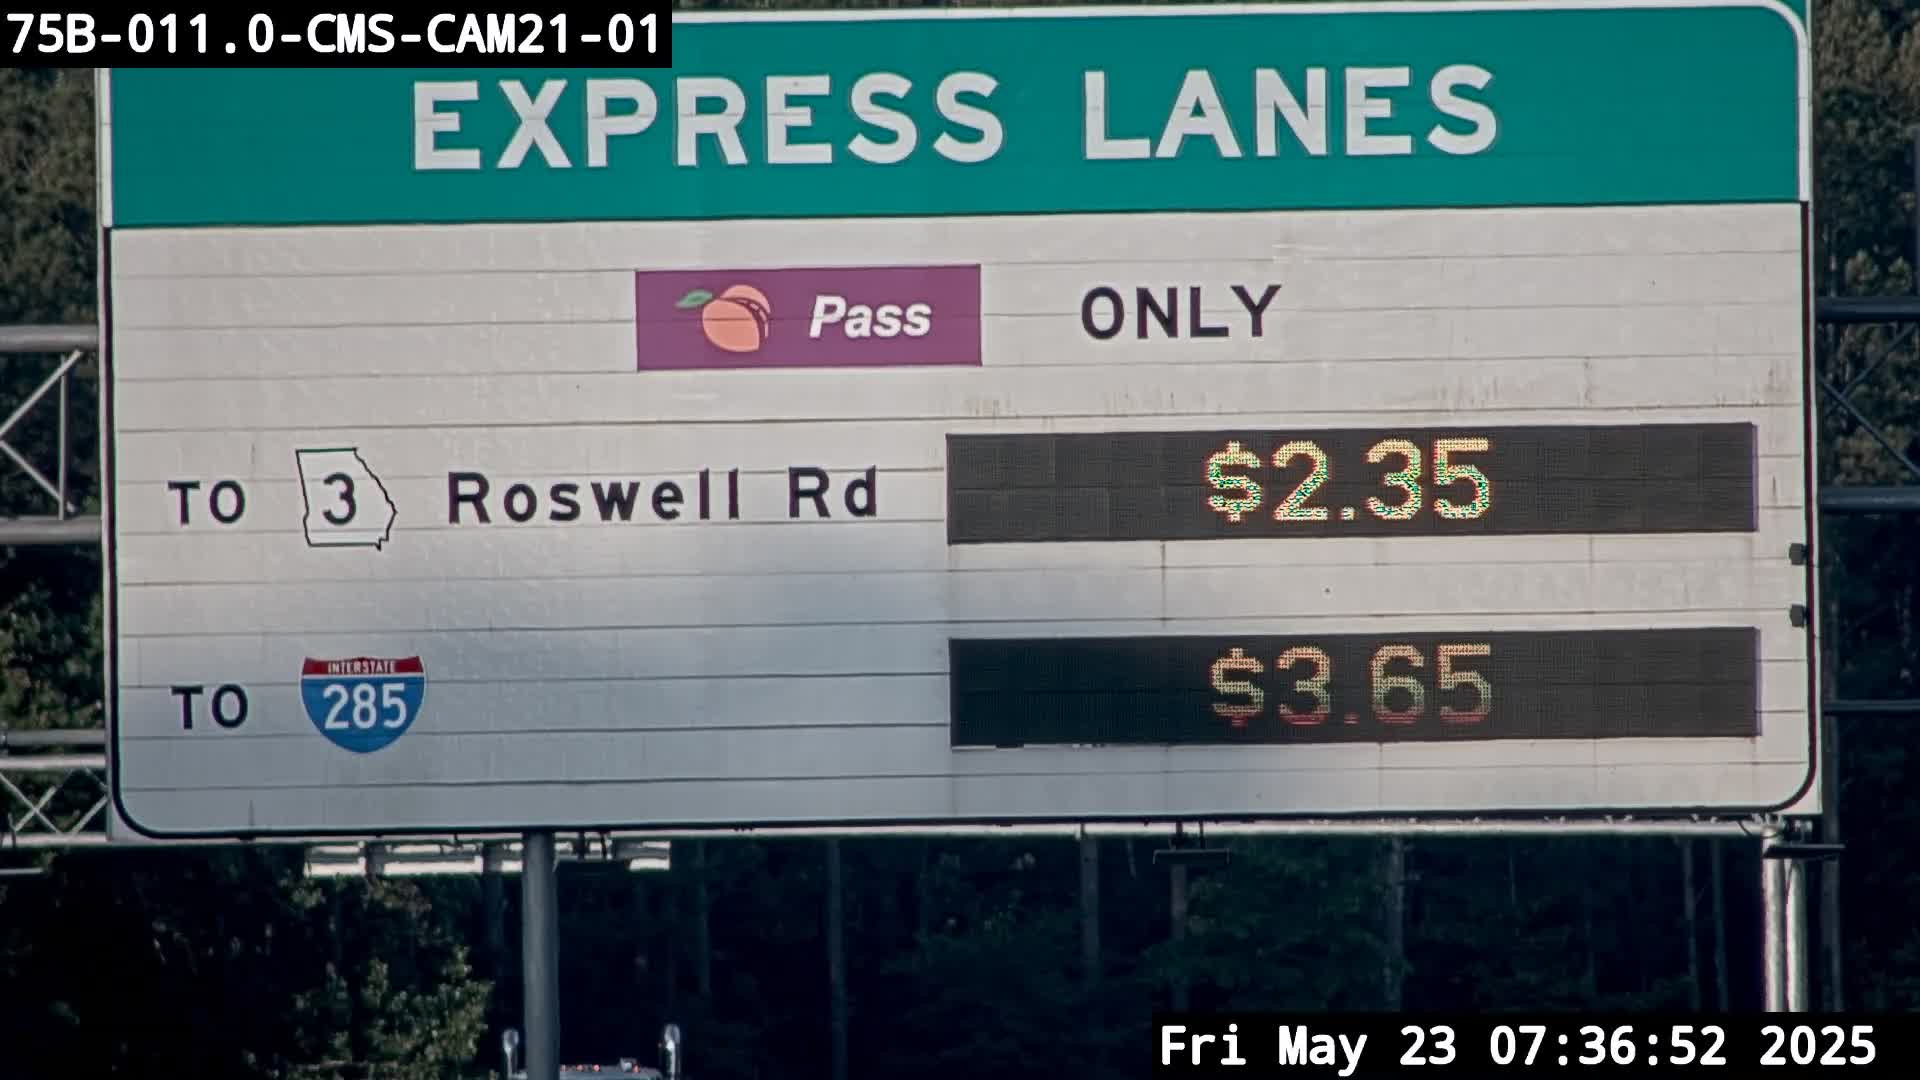 75B-011.0-CMS-CAM21-01
EXPRESS LANES
Pass ONLY
TO 3 Roswell Rd $2.35
INTERSTATE
TO 285 $3.65
Fri May 23 07:36:52 2025